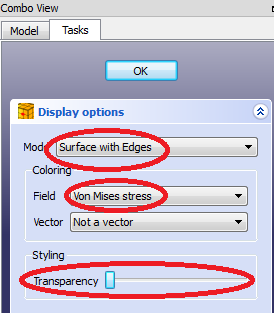 Combo View
Model Tasks
OK
Display options
Mode Surface with Edges
Coloring
Field Von Mises stress
Vector Not a vector
Styling
Transparency